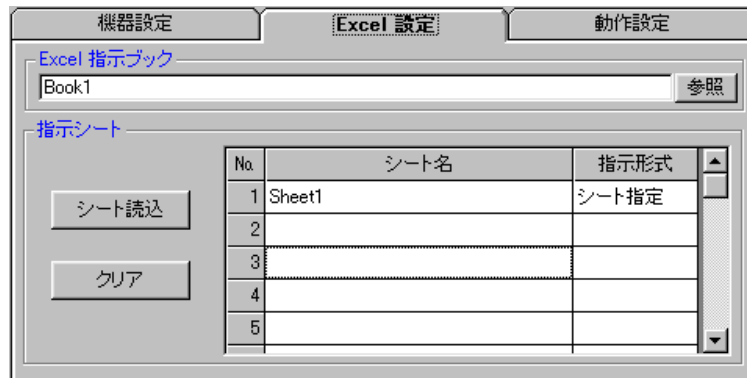 機器設定 Excel 設定 動作設定
Excel 指示ブック
Book1 参照
指示シート
No. シート名 指示形式
シート読込
1 Sheet1 シート指定
2
クリア
3
4
5